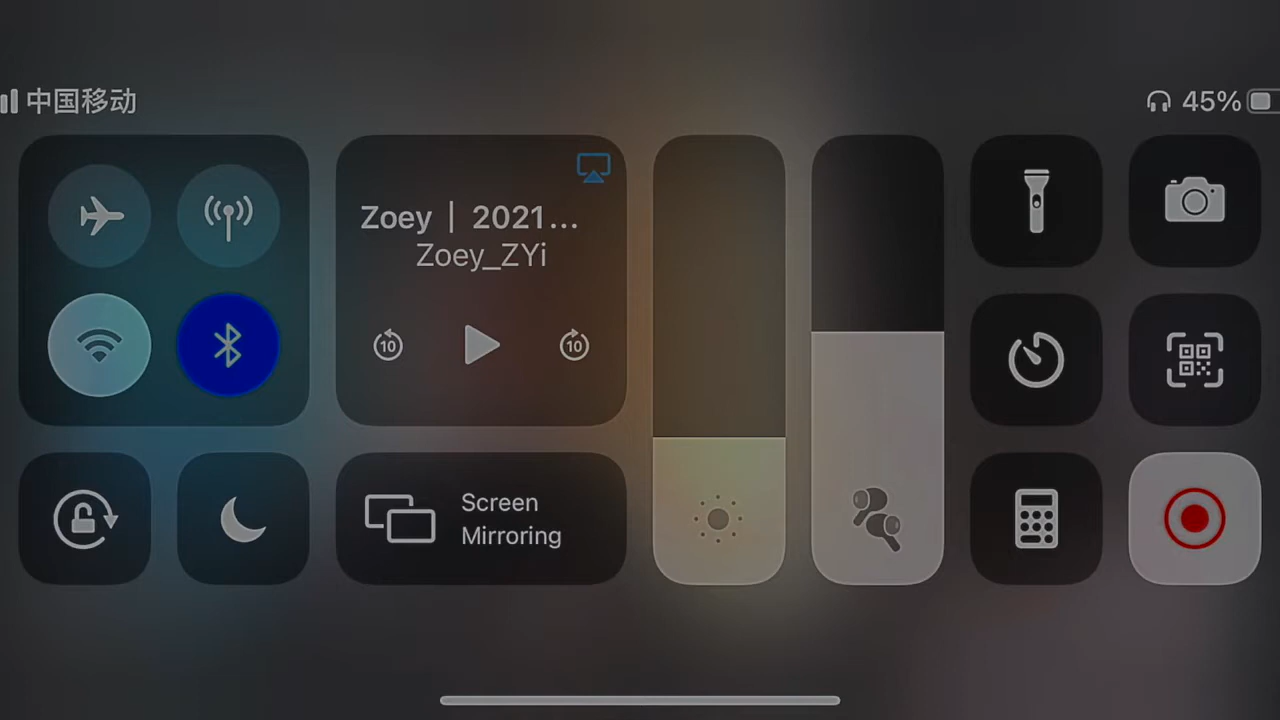 中国移动
45%
Zoey | 2021...
Zoey_ZYi
10
10
Screen
Mirroring